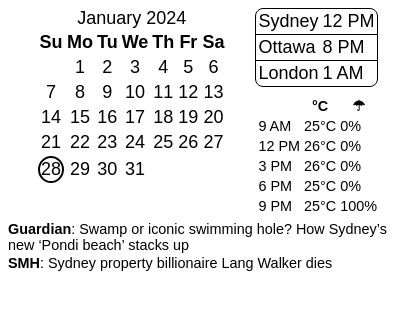 January 2024
Su Mo Tu We Th Fr Sa
1 2 3 4 5 6
7 8 9 10 11 12 13
14 15 16 17 18 19 20
21 22 23 24 25 26 27
28 29 30 31
Sydney 12 PM
Ottawa 8 PM
London 1 AM
°C ☂
9 AM 25°C 0%
12 PM 26°C 0%
3 PM 26°C 0%
6 PM 25°C 0%
9 PM 25°C 100%
Guardian: Swamp or iconic swimming hole? How Sydney’s
new ‘Pondi beach’ stacks up
SMH: Sydney property billionaire Lang Walker dies